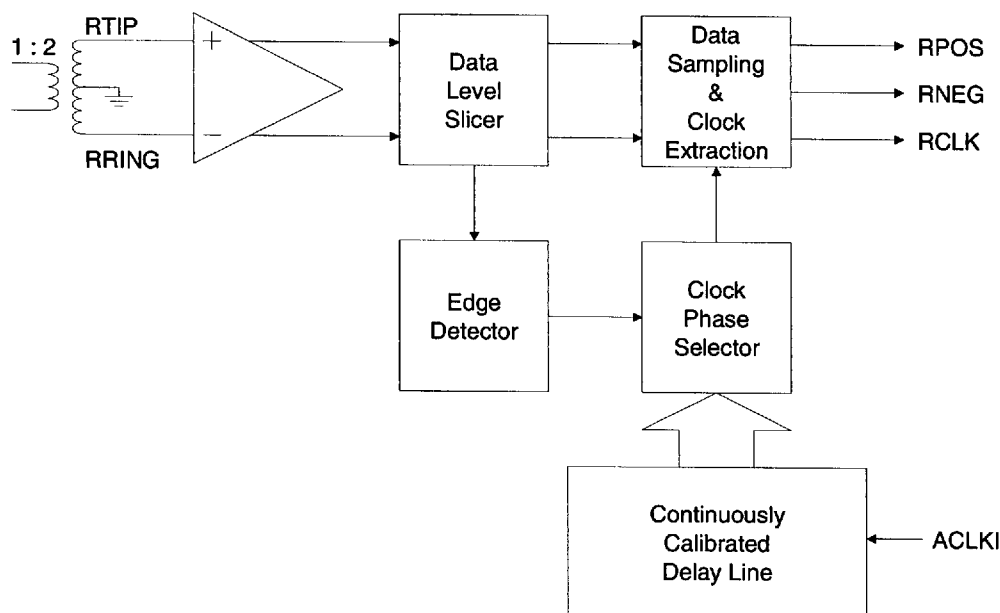 1 : 2
RTIP
+
−
RRING
Data
Level
Slicer
Data
Sampling
&
Clock
Extraction
RPOS
RNEG
RCLK
Edge
Detector
Clock
Phase
Selector
Continuously
Calibrated
Delay Line
ACLKI